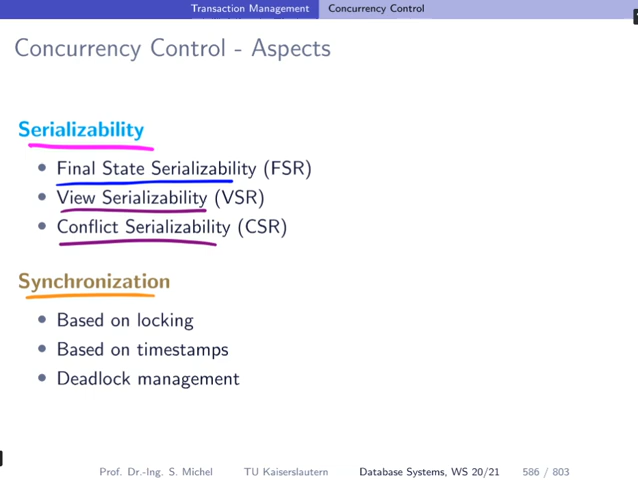 Transaction Management Concurrency Control
Concurrency Control - Aspects
Serializability
• Final State Serializability (FSR)
• View Serializability (VSR)
• Conflict Serializability (CSR)
Synchronization
• Based on locking
• Based on timestamps
• Deadlock management
Prof. Dr.-Ing. S. Michel TU Kaiserslautern Database Systems, WS 20/21 586 / 803